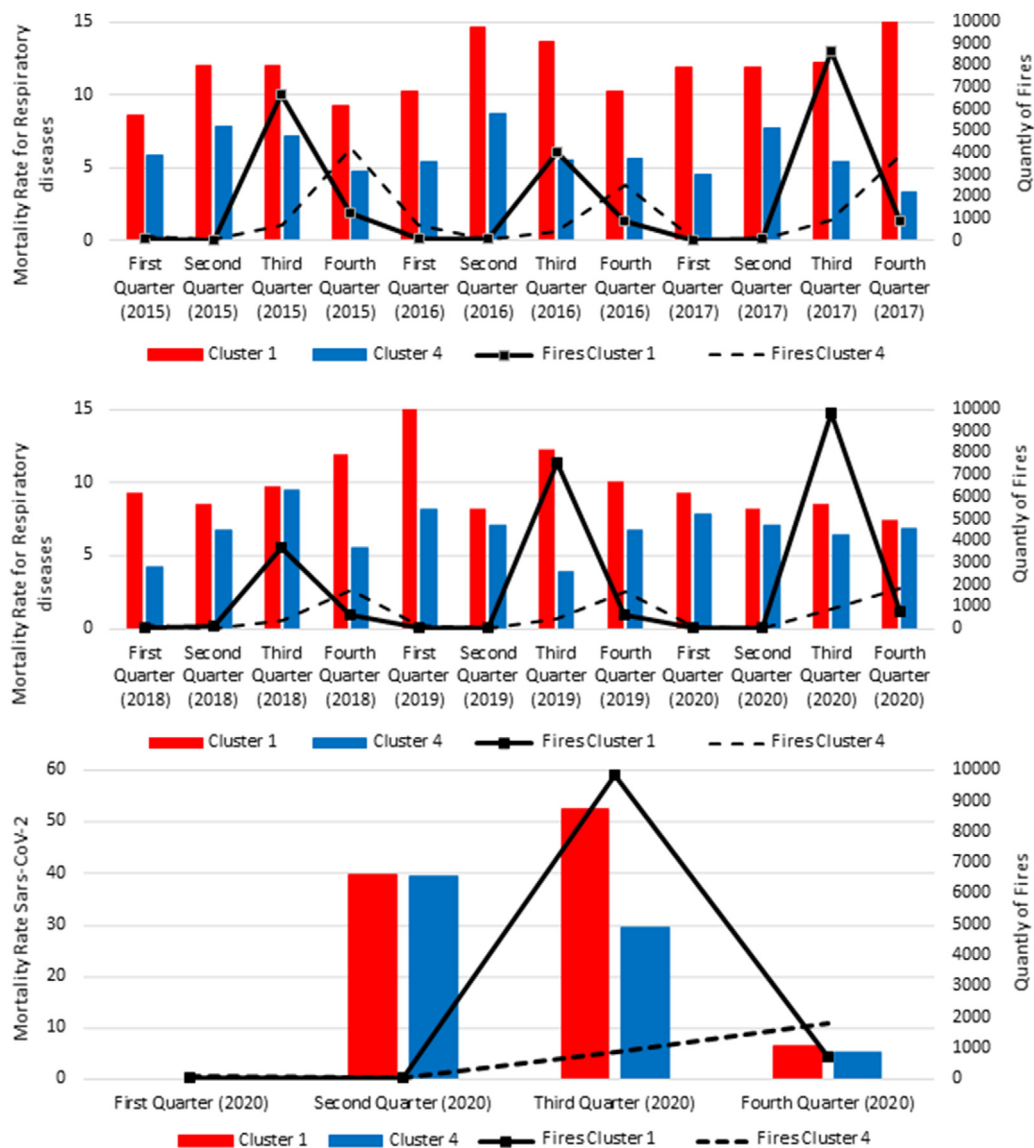 Mortality Rate for Respiratory
diseases
15
10
5
0
10000
9000
8000
7000
6000
5000
4000
3000
2000
1000
0
Quantly of Fires
First Second Third Fourth First Second Third Fourth First Second Third Fourth
Quarter Quarter Quarter Quarter Quarter Quarter Quarter Quarter Quarter Quarter Quarter Quarter
(2015) (2015) (2015) (2015) (2016) (2016) (2016) (2016) (2017) (2017) (2017) (2017)
Cluster 1 Cluster 4 Fires Cluster 1 Fires Cluster 4
Mortality Rate for Respiratory
diseases
15
10
5
0
10000
9000
8000
7000
6000
5000
4000
3000
2000
1000
0
Quantly of Fires
First Second Third Fourth First Second Third Fourth First Second Third Fourth
Quarter Quarter Quarter Quarter Quarter Quarter Quarter Quarter Quarter Quarter Quarter Quarter
(2018) (2018) (2018) (2018) (2019) (2019) (2019) (2019) (2020) (2020) (2020) (2020)
Cluster 1 Cluster 4 Fires Cluster 1 Fires Cluster 4
Mortality Rate Sars-CoV-2
60
50
40
30
20
10
0
10000
9000
8000
7000
6000
5000
4000
3000
2000
1000
0
Quantly of Fires
First Quarter (2020) Second Quarter (2020) Third Quarter (2020) Fourth Quarter (2020)
Cluster 1 Cluster 4 Fires Cluster 1 Fires Cluster 4